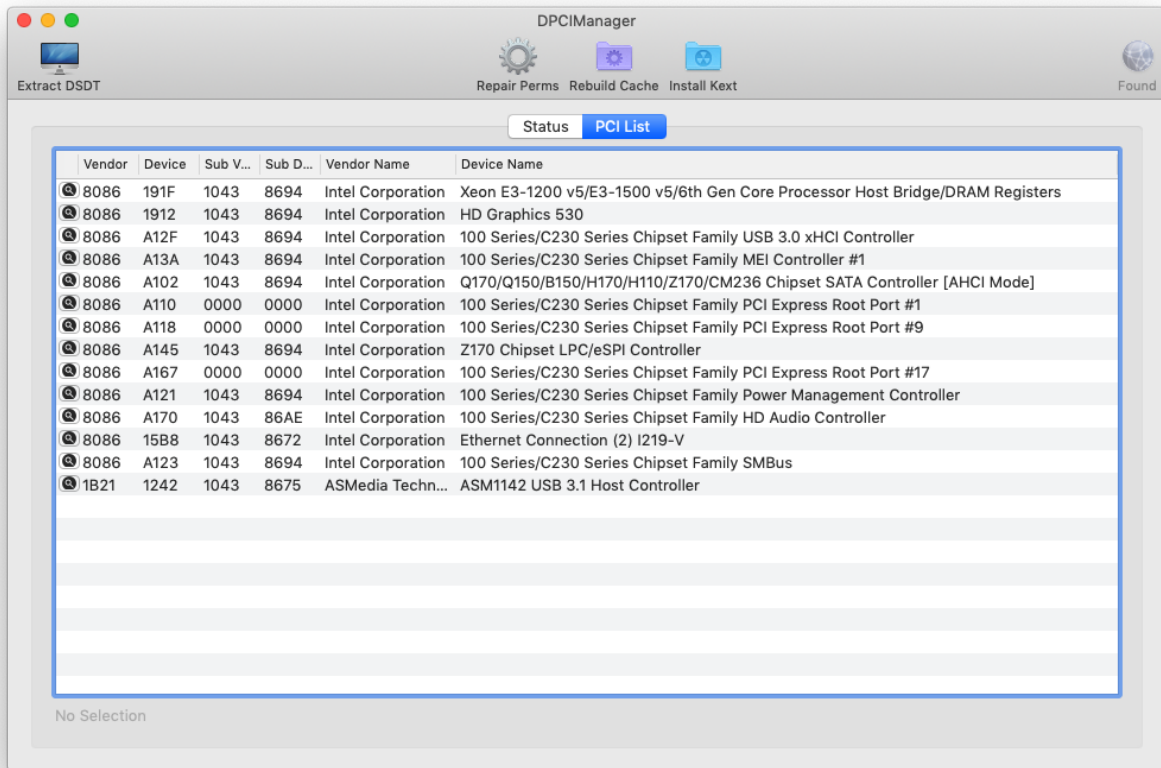 DPCIManager
Extract DSDT
Repair Perms
Rebuild Cache
Install Kext
Found
Status
PCI List
Vendor Device Sub V... Sub D... Vendor Name Device Name
8086 191F 1043 8694 Intel Corporation Xeon E3-1200 v5/E3-1500 v5/6th Gen Core Processor Host Bridge/DRAM Registers
8086 1912 1043 8694 Intel Corporation HD Graphics 530
8086 A12F 1043 8694 Intel Corporation 100 Series/C230 Series Chipset Family USB 3.0 xHCI Controller
8086 A13A 1043 8694 Intel Corporation 100 Series/C230 Series Chipset Family MEI Controller #1
8086 A102 1043 8694 Intel Corporation Q170/Q150/B150/H170/H110/Z170/CM236 Chipset SATA Controller [AHCI Mode]
8086 A110 0000 0000 Intel Corporation 100 Series/C230 Series Chipset Family PCI Express Root Port #1
8086 A118 0000 0000 Intel Corporation 100 Series/C230 Series Chipset Family PCI Express Root Port #9
8086 A145 1043 8694 Intel Corporation Z170 Chipset LPC/eSPI Controller
8086 A167 0000 0000 Intel Corporation 100 Series/C230 Series Chipset Family PCI Express Root Port #17
8086 A121 1043 8694 Intel Corporation 100 Series/C230 Series Chipset Family Power Management Controller
8086 A170 1043 86AE Intel Corporation 100 Series/C230 Series Chipset Family HD Audio Controller
8086 15B8 1043 8672 Intel Corporation Ethernet Connection (2) I219-V
8086 A123 1043 8694 Intel Corporation 100 Series/C230 Series Chipset Family SMBus
1B21 1242 1043 8675 ASMedia Techn... ASM1142 USB 3.1 Host Controller
No Selection